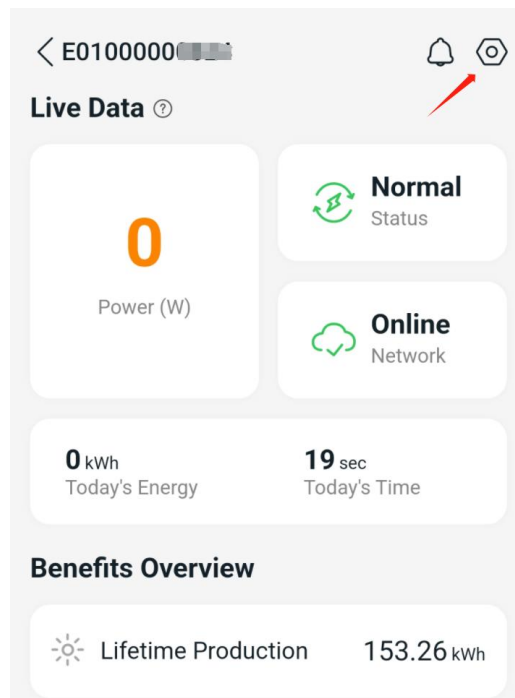 E01000000
Live Data
0
Power (W)
Normal
Status
Online
Network
0 kWh
Today's Energy
19 sec
Today's Time
Benefits Overview
Lifetime Production 153.26 kWh